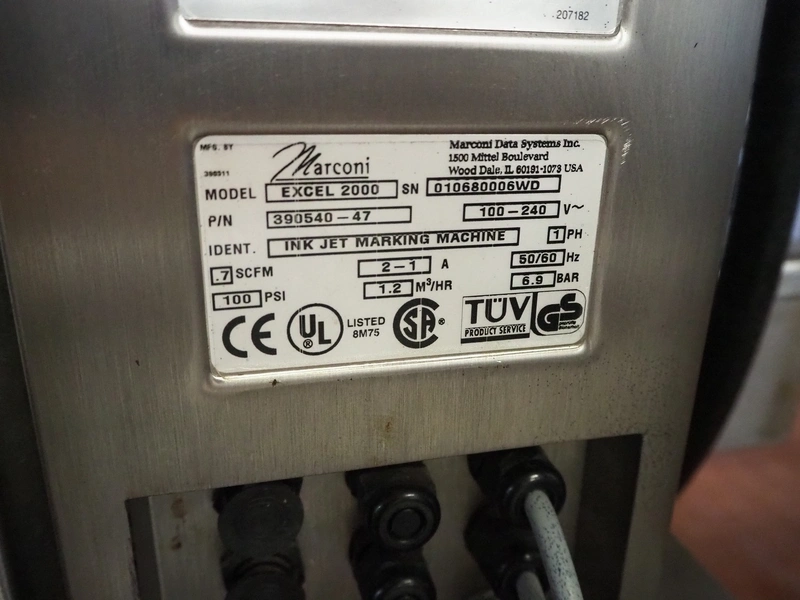 207182
MFG. BY
Marconi
Marconi Data Systems Inc.
1500 Mittel Boulevard
Wood Dale, IL 60191-1073 USA
MODEL EXCEL 2000 SN 010680006WD
P/N 390540-47 100-240 V~
IDENT. INK JET MARKING MACHINE 1 PH
.7 SCFM 2-1 A 50/60 Hz
100 PSI 1.2 M³/HR 6.9 BAR
CE UL ® LISTED 8M75 SA ® TÜV PRODUCT SERVICE GS